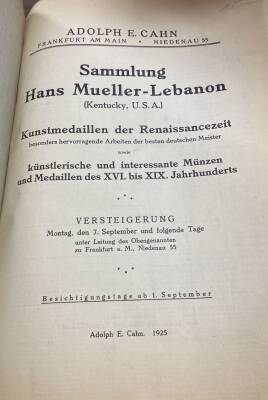 ADOLPH E. CAHN
FRANKFURT AM MAIN • NIEDENAU 55
Sammlung
Hans Mueller-Lebanon
(Kentucky, U.S.A.)
Kunstmedaillen der Renaissancezeit
besonders hervorragende Arbeiten der besten deutschen Meister
sowie
künstlerische und interessante Münzen
und Medaillen des XVI. bis XIX. Jahrhunderts
VERSTEIGERUNG
Montag, den 7. September und folgende Tage
unter Leitung des Obengenannten
zu Frankfurt a. M., Niedenau 55
Besichtigungstage ab 1. September
Adolph E. Cahn. 1925